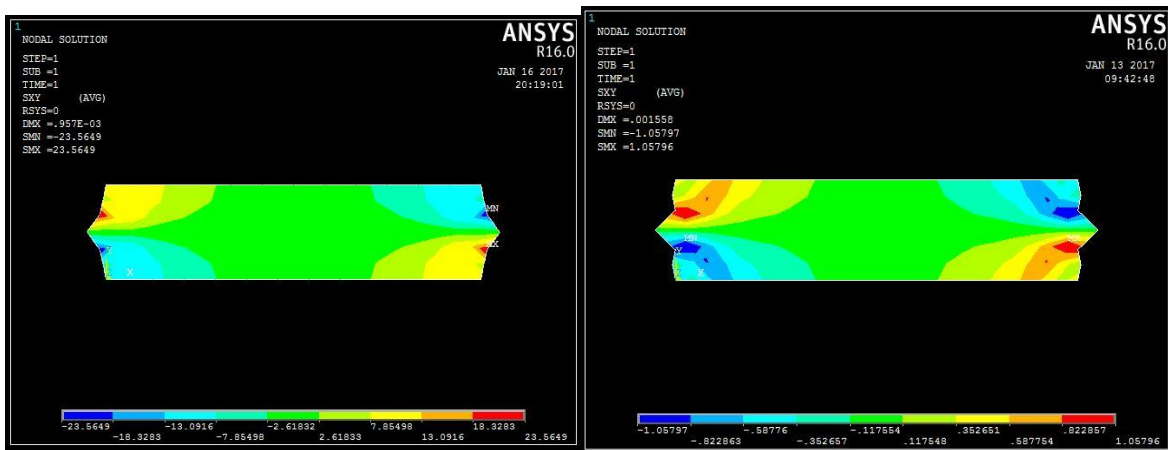 1
NODAL SOLUTION
STEP=1
SUB =1
TIME=1
SXY (AVG)
RSYS=0
DMX =.957E-03
SMN =-23.5649
SMX =23.5649
ANSYS
R16.0
JAN 16 2017
20:19:01
MN
MX
Y
X
-23.5649 -13.0916 -2.61832 7.85498 18.3283
-18.3283 -7.85498 2.61833 13.0916 23.5649
1
NODAL SOLUTION
STEP=1
SUB =1
TIME=1
SXY (AVG)
RSYS=0
DMX =.001558
SMN =-1.05797
SMX =1.05796
ANSYS
R16.0
JAN 13 2017
09:42:48
MN
MX
Y
Z X
-1.05797 -.58776 -.117554 .352651 .822857
-.822863 -.352657 .117548 .587754 1.05796